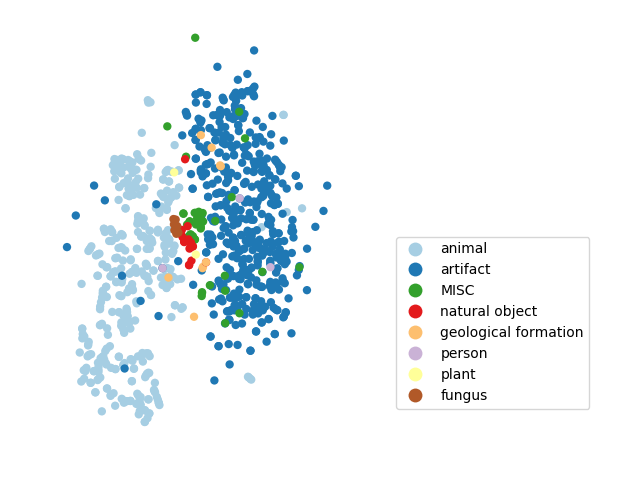 animal
artifact
MISC
natural object
geological formation
person
plant
fungus